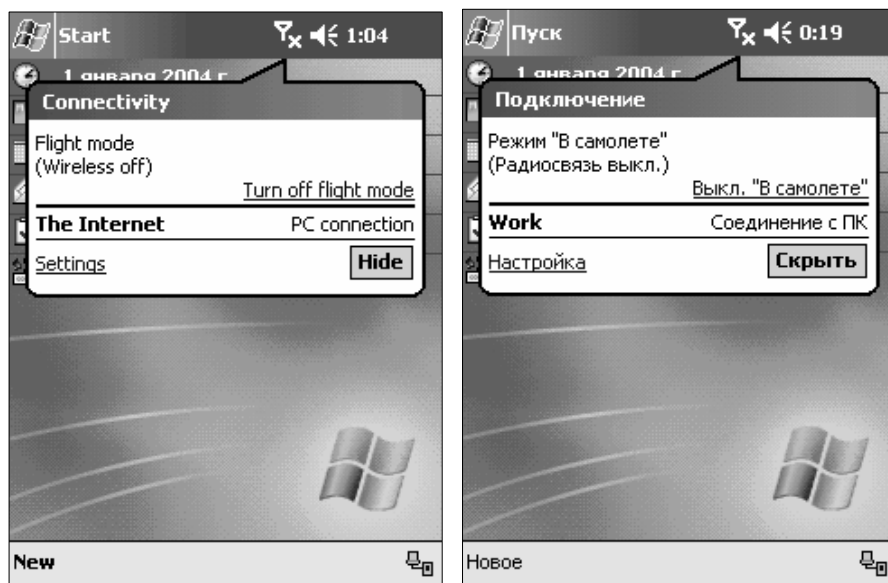 Start 1:04
1 января 2004 г.
Connectivity
Flight mode
(Wireless off)
Turn off flight mode
The Internet PC connection
Settings Hide
New
Пуск 0:19
1 января 2004 г.
Подключение
Режим "В самолете"
(Радиосвязь выкл.)
Выкл. "В самолете"
Work Соединение с ПК
Настройка Скрыть
Новое